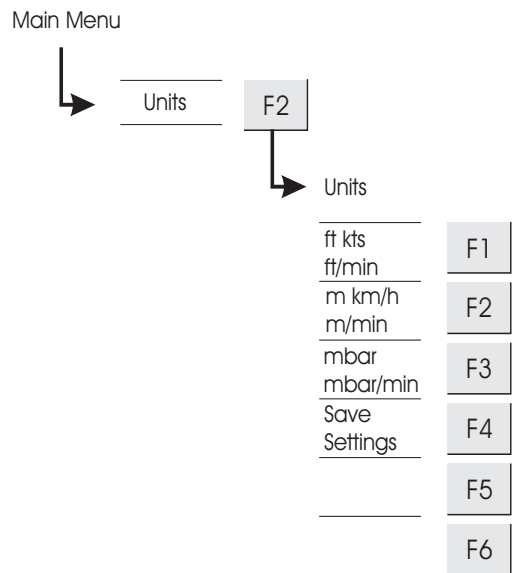 Main Menu
Units F2
Units
ft kts
ft/min F1
m km/h
m/min F2
mbar
mbar/min F3
Save
Settings F4
F5
F6